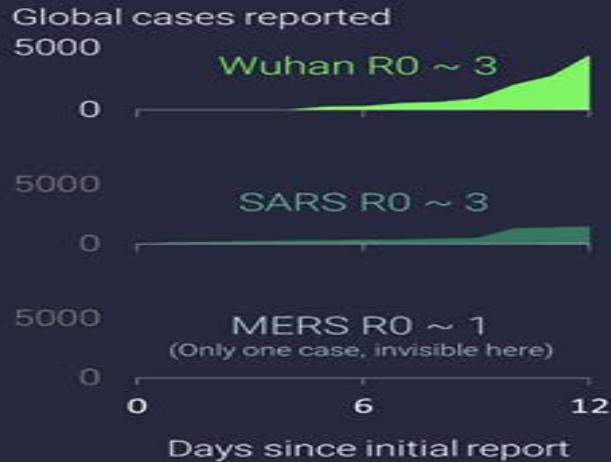 Global cases reported
5000
Wuhan R0 ~ 3
0
5000
SARS R0 ~ 3
0
5000
MERS R0 ~ 1
(Only one case, invisible here)
0
0 6 12
Days since initial report